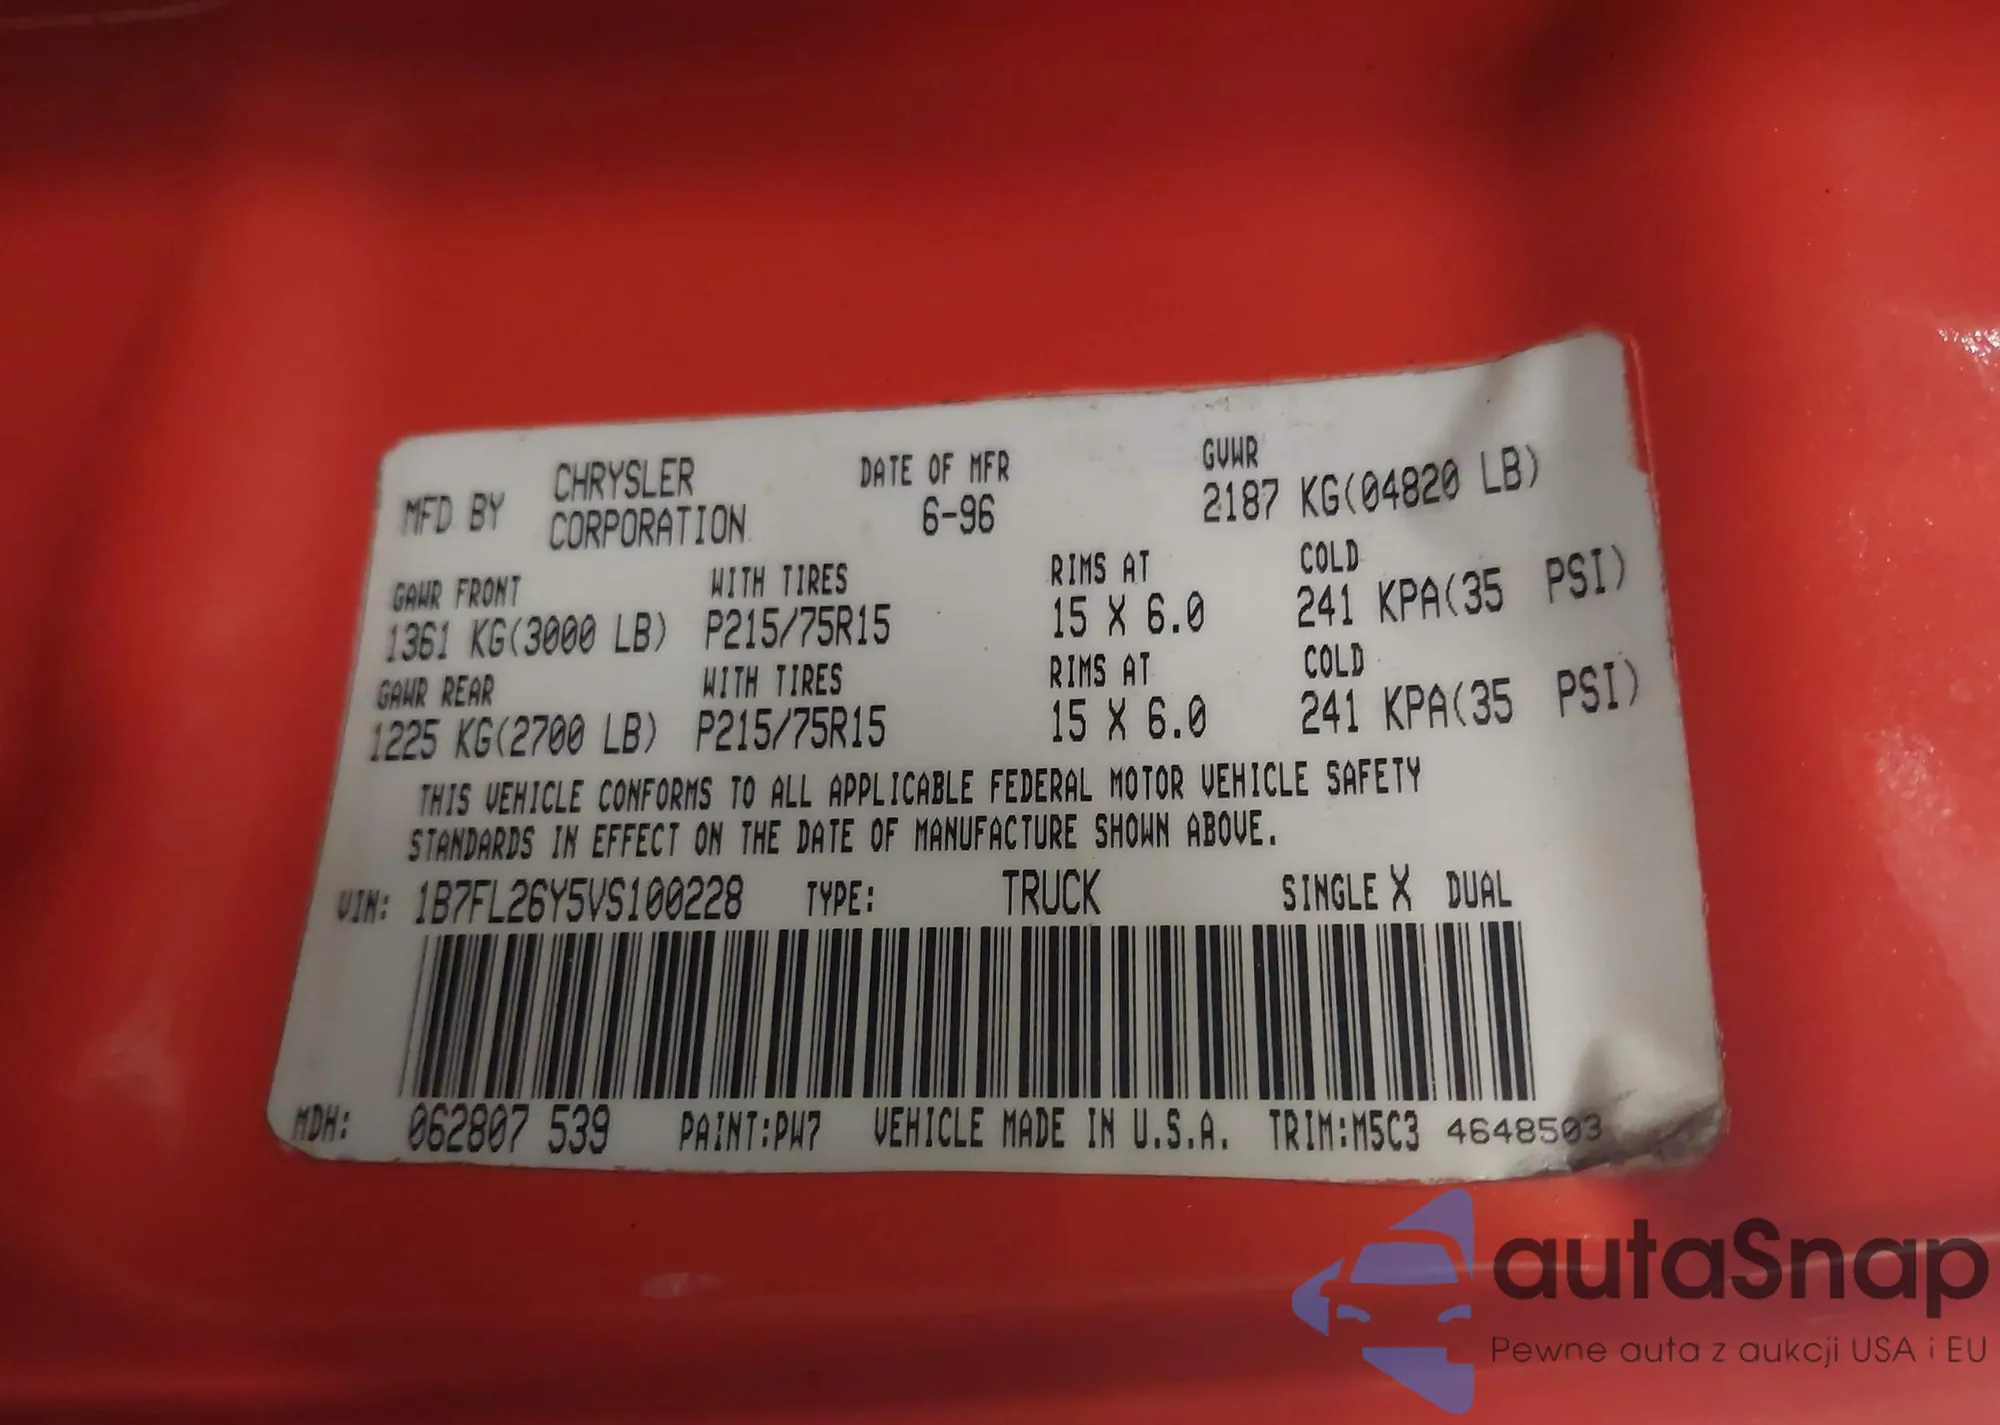 MFD BY CHRYSLER CORPORATION DATE OF MFR 6-96 GVWR 2187 KG(04820 LB)
GAWR FRONT WITH TIRES RIMS AT COLD
1361 KG(3000 LB) P215/75R15 15 X 6.0 241 KPA(35 PSI)
GAWR REAR WITH TIRES RIMS AT COLD
1225 KG(2700 LB) P215/75R15 15 X 6.0 241 KPA(35 PSI)
THIS VEHICLE CONFORMS TO ALL APPLICABLE FEDERAL MOTOR VEHICLE SAFETY
STANDARDS IN EFFECT ON THE DATE OF MANUFACTURE SHOWN ABOVE.
VIN: 1B7FL26Y5VS100228 TYPE: TRUCK SINGLE X DUAL
MDH: 062807 539 PAINT:PW7 VEHICLE MADE IN U.S.A. TRIM:M5C3 4648503
autaSnap
Pewne auta z aukcji USA i EU